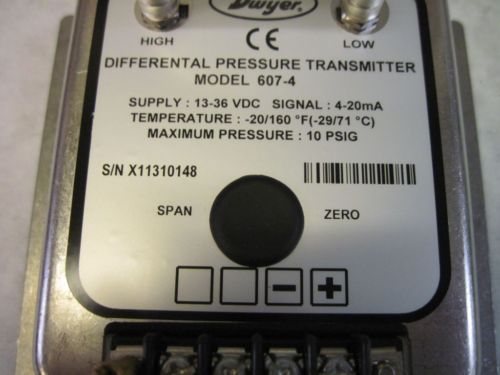 Dwyer®
HIGH
CE
LOW
DIFFERENTAL PRESSURE TRANSMITTER
MODEL 607-4
SUPPLY : 13-36 VDC SIGNAL : 4-20mA
TEMPERATURE : -20/160 °F(-29/71 °C)
MAXIMUM PRESSURE : 10 PSIG
S/N X11310148
SPAN
ZERO
- +